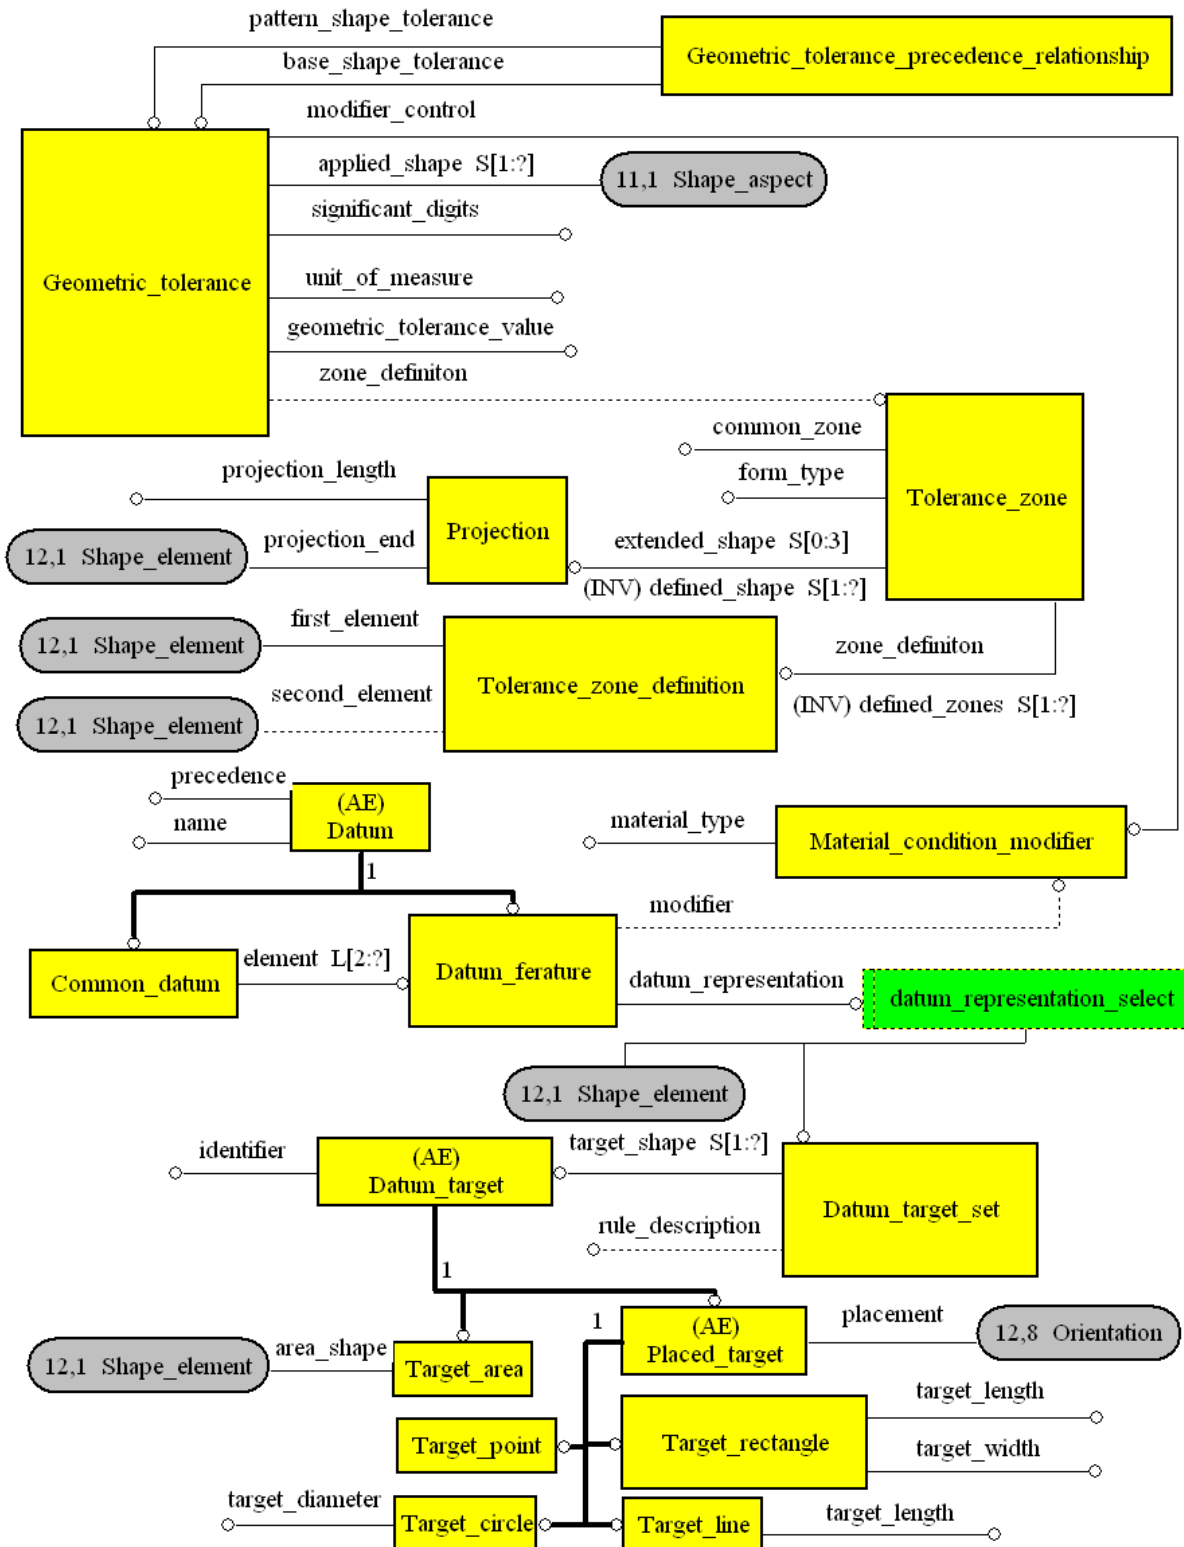 pattern_shape_tolerance
Geometric_tolerance_precedence_relationship
base_shape_tolerance
modifier_control
applied_shape S[1:?]
11,1 Shape_aspect
significant_digits
Geometric_tolerance
unit_of_measure
geometric_tolerance_value
zone_definiton
common_zone
form_type
Tolerance_zone
projection_length
Projection
12,1 Shape_element
projection_end
extended_shape S[0:3]
(INV) defined_shape S[1:?]
first_element
12,1 Shape_element
zone_definiton
Tolerance_zone_definition
second_element
12,1 Shape_element
(INV) defined_zones S[1:?]
precedence
(AE)
Datum
name
material_type
Material_condition_modifier
1
modifier
element L[2:?]
Common_datum
Datum_ferature
datum_representation
datum_representation_select
12,1 Shape_element
identifier
(AE)
Datum_target
target_shape S[1:?]
Datum_target_set
rule_description
1
1
(AE)
Placed_target
placement
12,8 Orientation
12,1 Shape_element
area_shape
Target_area
target_length
Target_point
Target_rectangle
target_width
target_diameter
Target_circle
Target_line
target_length